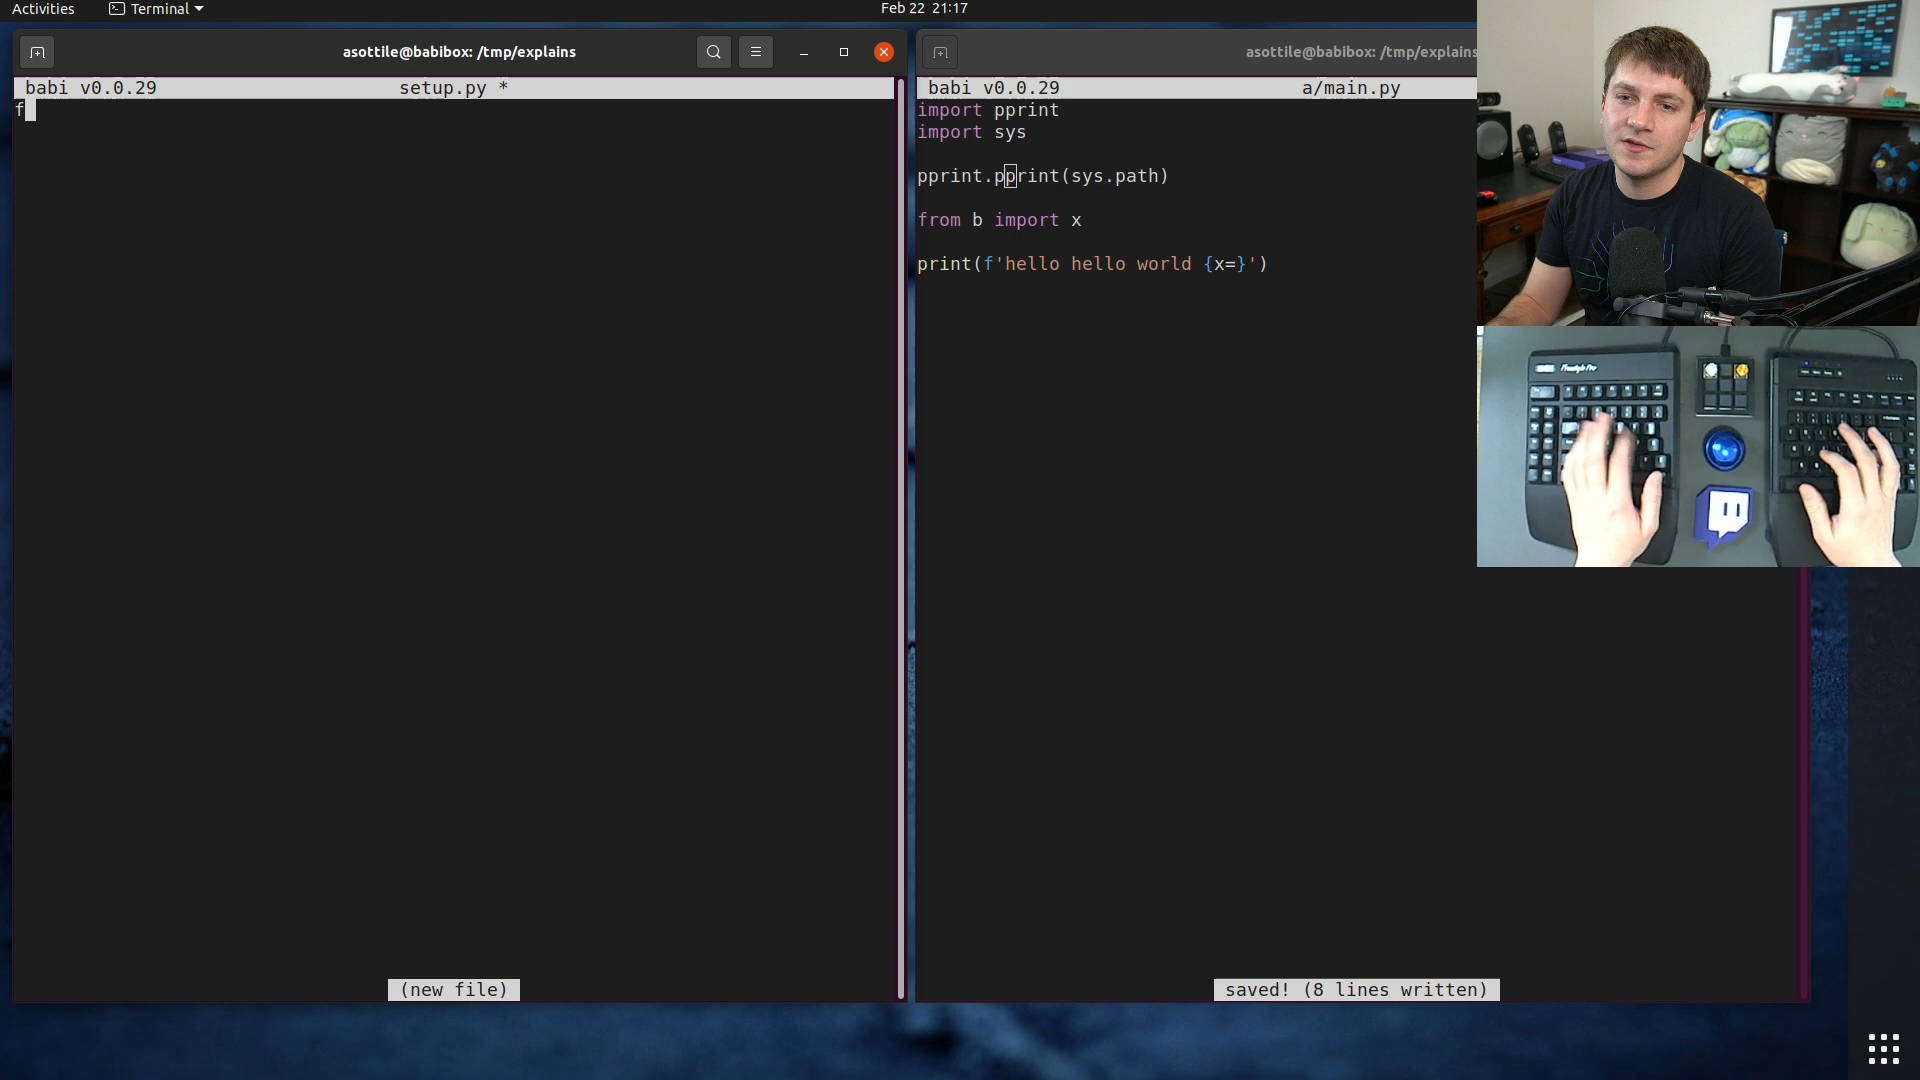 Activities Terminal Feb 22 21:17
asottile@babibox: /tmp/explains
babi v0.0.29 setup.py *
f
(new file)
asottile@babibox: /tmp/explains
babi v0.0.29 a/main.py
import pprint
import sys
pprint.pprint(sys.path)
from b import x
print(f'hello hello world {x=}')
saved! (8 lines written)
Freestyle Pro